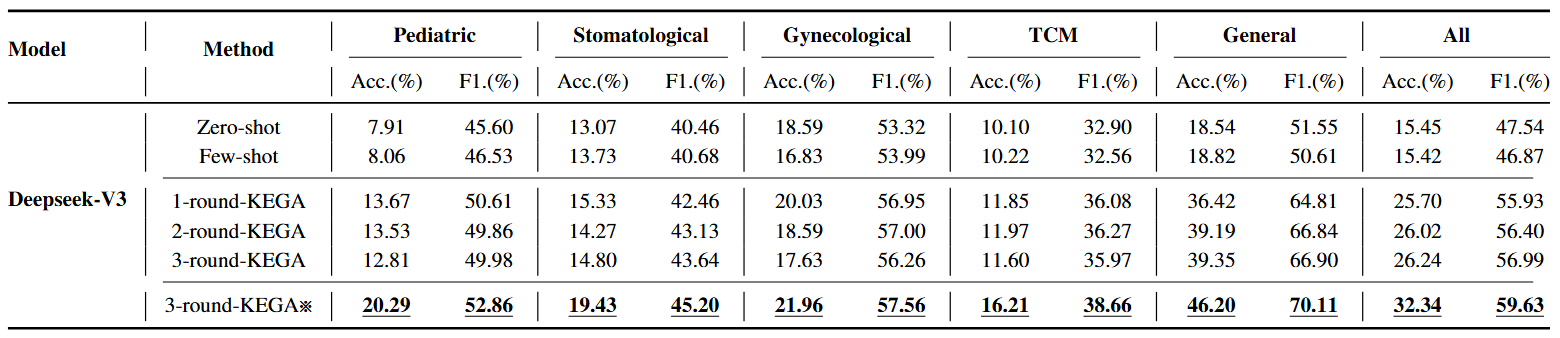 Model Method Pediatric Stomatological Gynecological TCM General All
Acc.(%) F1.(%) Acc.(%) F1.(%) Acc.(%) F1.(%) Acc.(%) F1.(%) Acc.(%) F1.(%) Acc.(%) F1.(%)
Zero-shot 7.91 45.60 13.07 40.46 18.59 53.32 10.10 32.90 18.54 51.55 15.45 47.54
Few-shot 8.06 46.53 13.73 40.68 16.83 53.99 10.22 32.56 18.82 50.61 15.42 46.87
Deepseek-V3 1-round-KEGA 13.67 50.61 15.33 42.46 20.03 56.95 11.85 36.08 36.42 64.81 25.70 55.93
2-round-KEGA 13.53 49.86 14.27 43.13 18.59 57.00 11.97 36.27 39.19 66.84 26.02 56.40
3-round-KEGA 12.81 49.98 14.80 43.64 17.63 56.26 11.60 35.97 39.35 66.90 26.24 56.99
3-round-KEGA※ 20.29 52.86 19.43 45.20 21.96 57.56 16.21 38.66 46.20 70.11 32.34 59.63